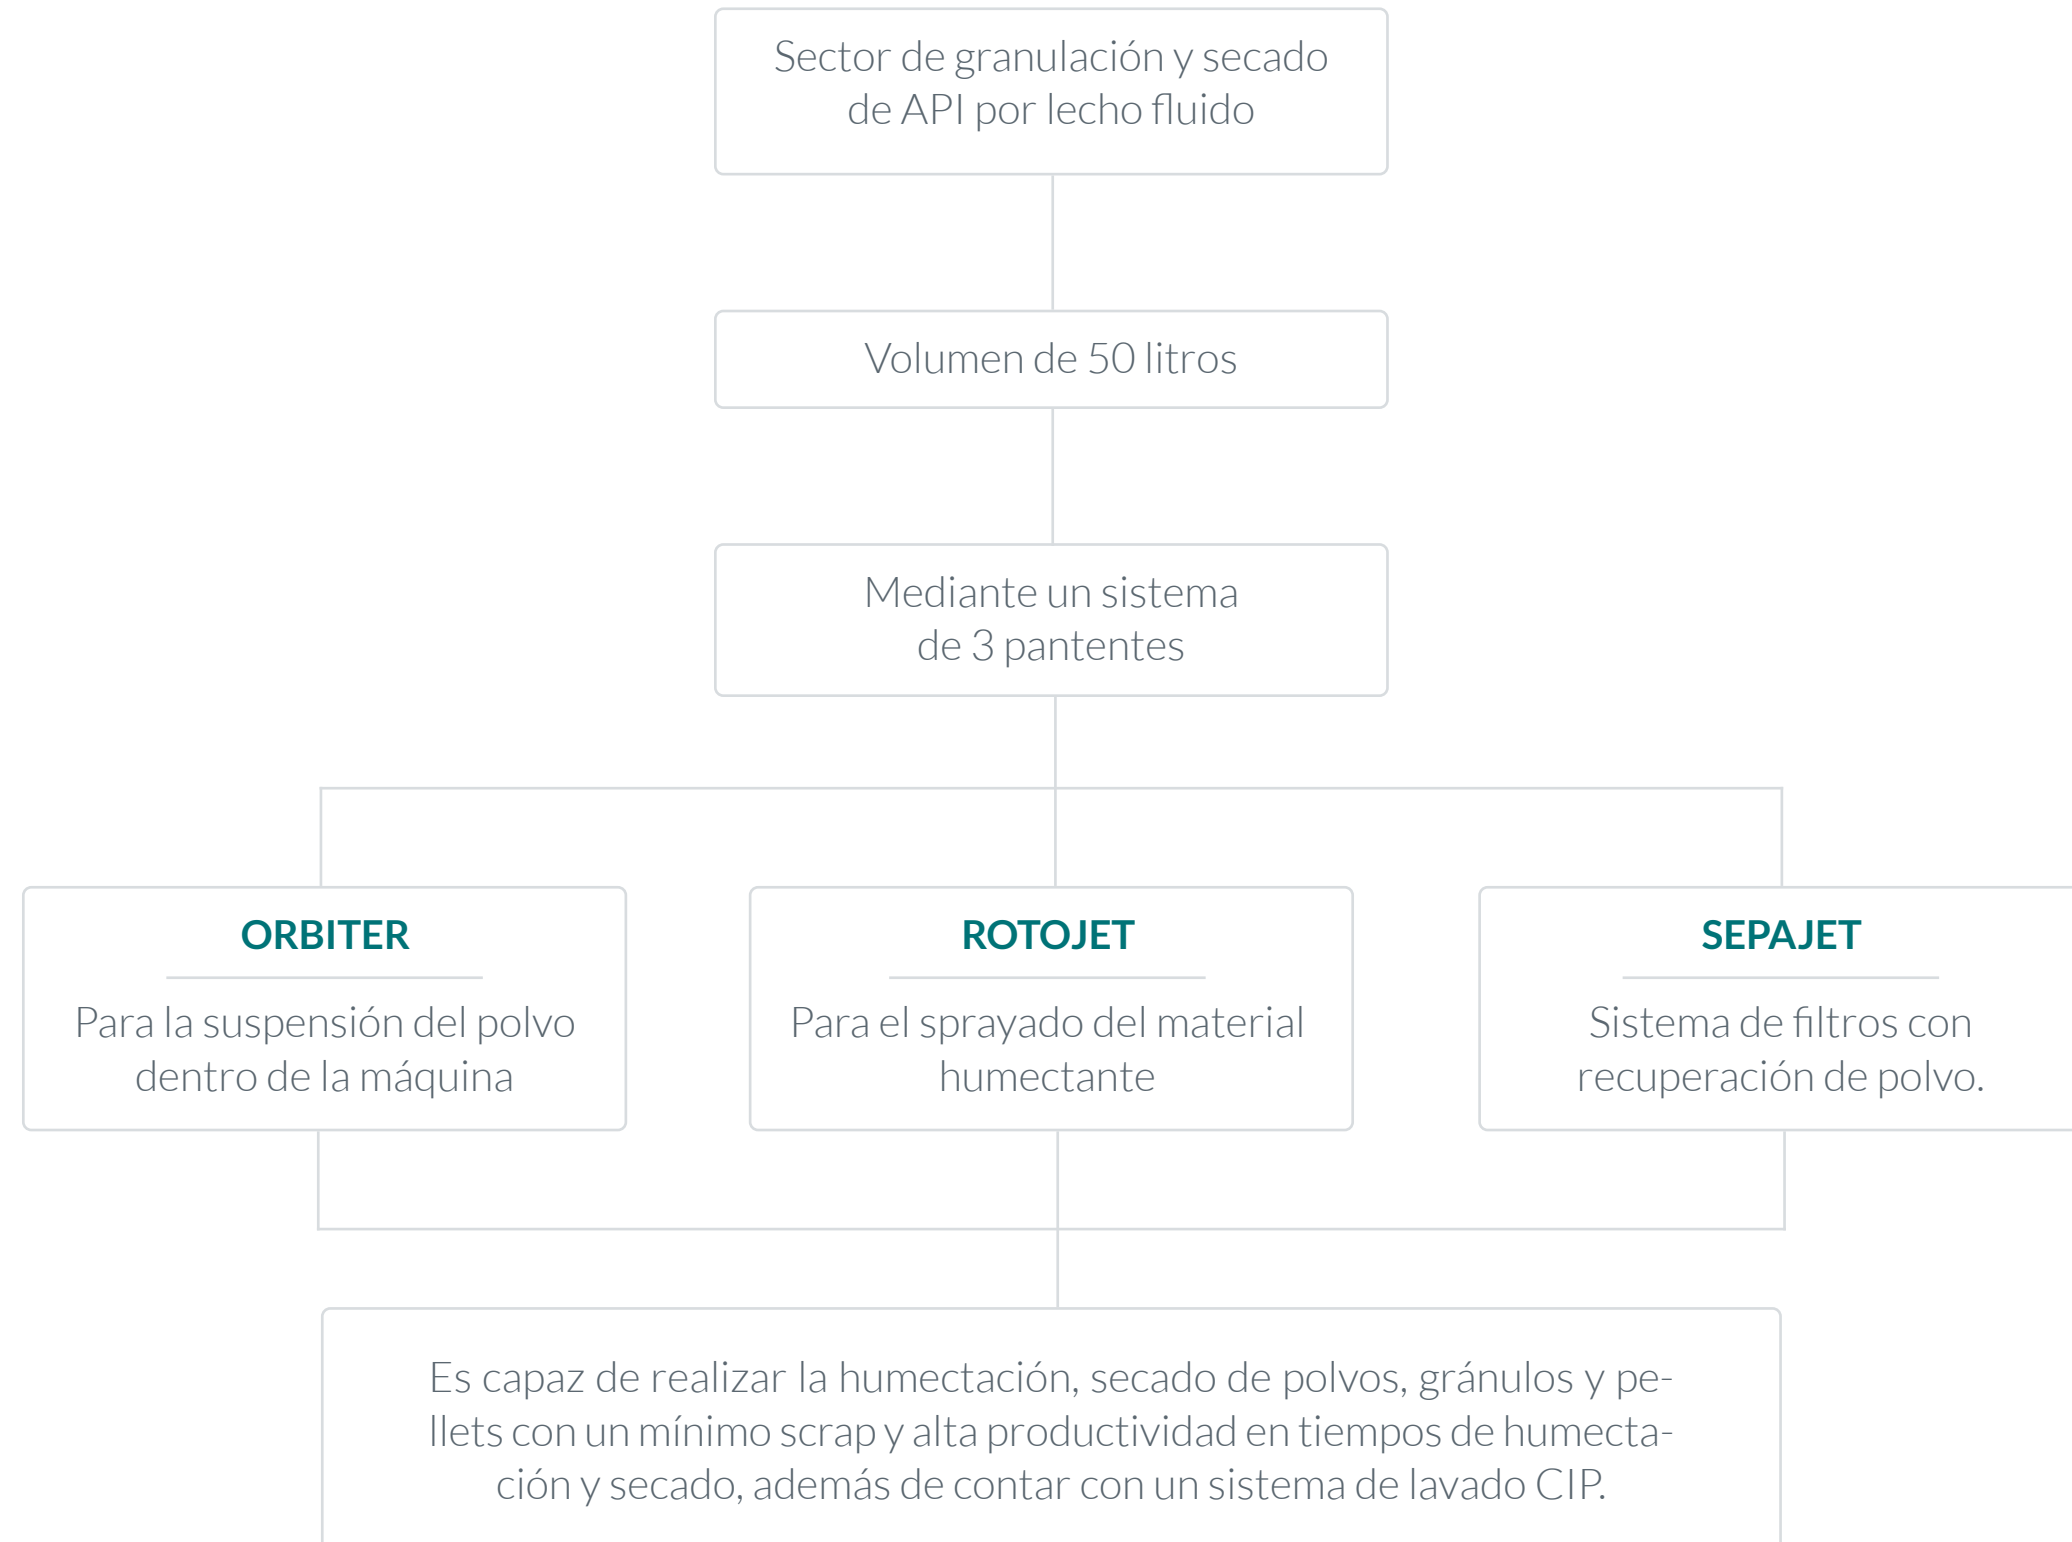 Sector de granulación y secado
de API por lecho fluido
Volumen de 50 litros
Mediante un sistema
de 3 pantentes
ORBITER
Para la suspensión del polvo
dentro de la máquina
ROTOJET
Para el sprayado del material
humectante
SEPAJET
Sistema de filtros con
recuperación de polvo.
Es capaz de realizar la humectación, secado de polvos, gránulos y pe-
llets con un mínimo scrap y alta productividad en tiempos de humecta-
ción y secado, además de contar con un sistema de lavado CIP.